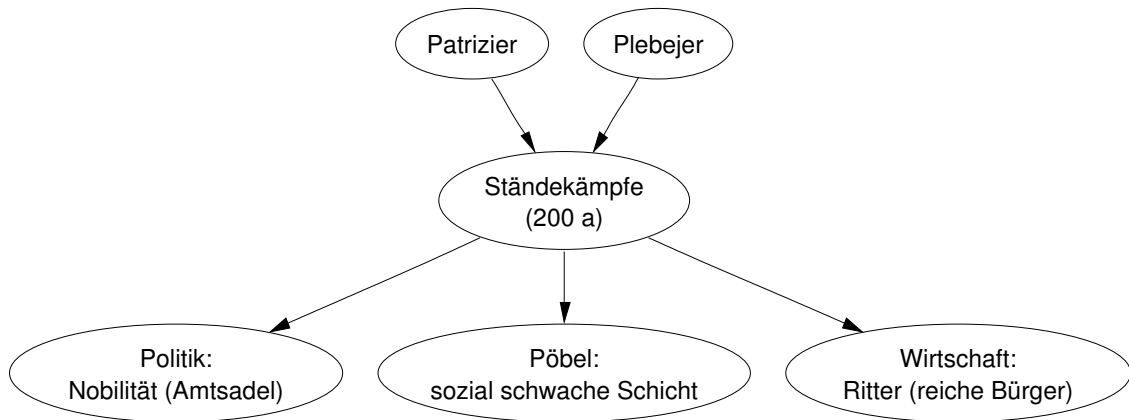 Patrizier
Plebejer
Ständekämpfe
(200 a)
Politik:
Nobilität (Amtsadel)
Pöbel:
sozial schwache Schicht
Wirtschaft:
Ritter (reiche Bürger)